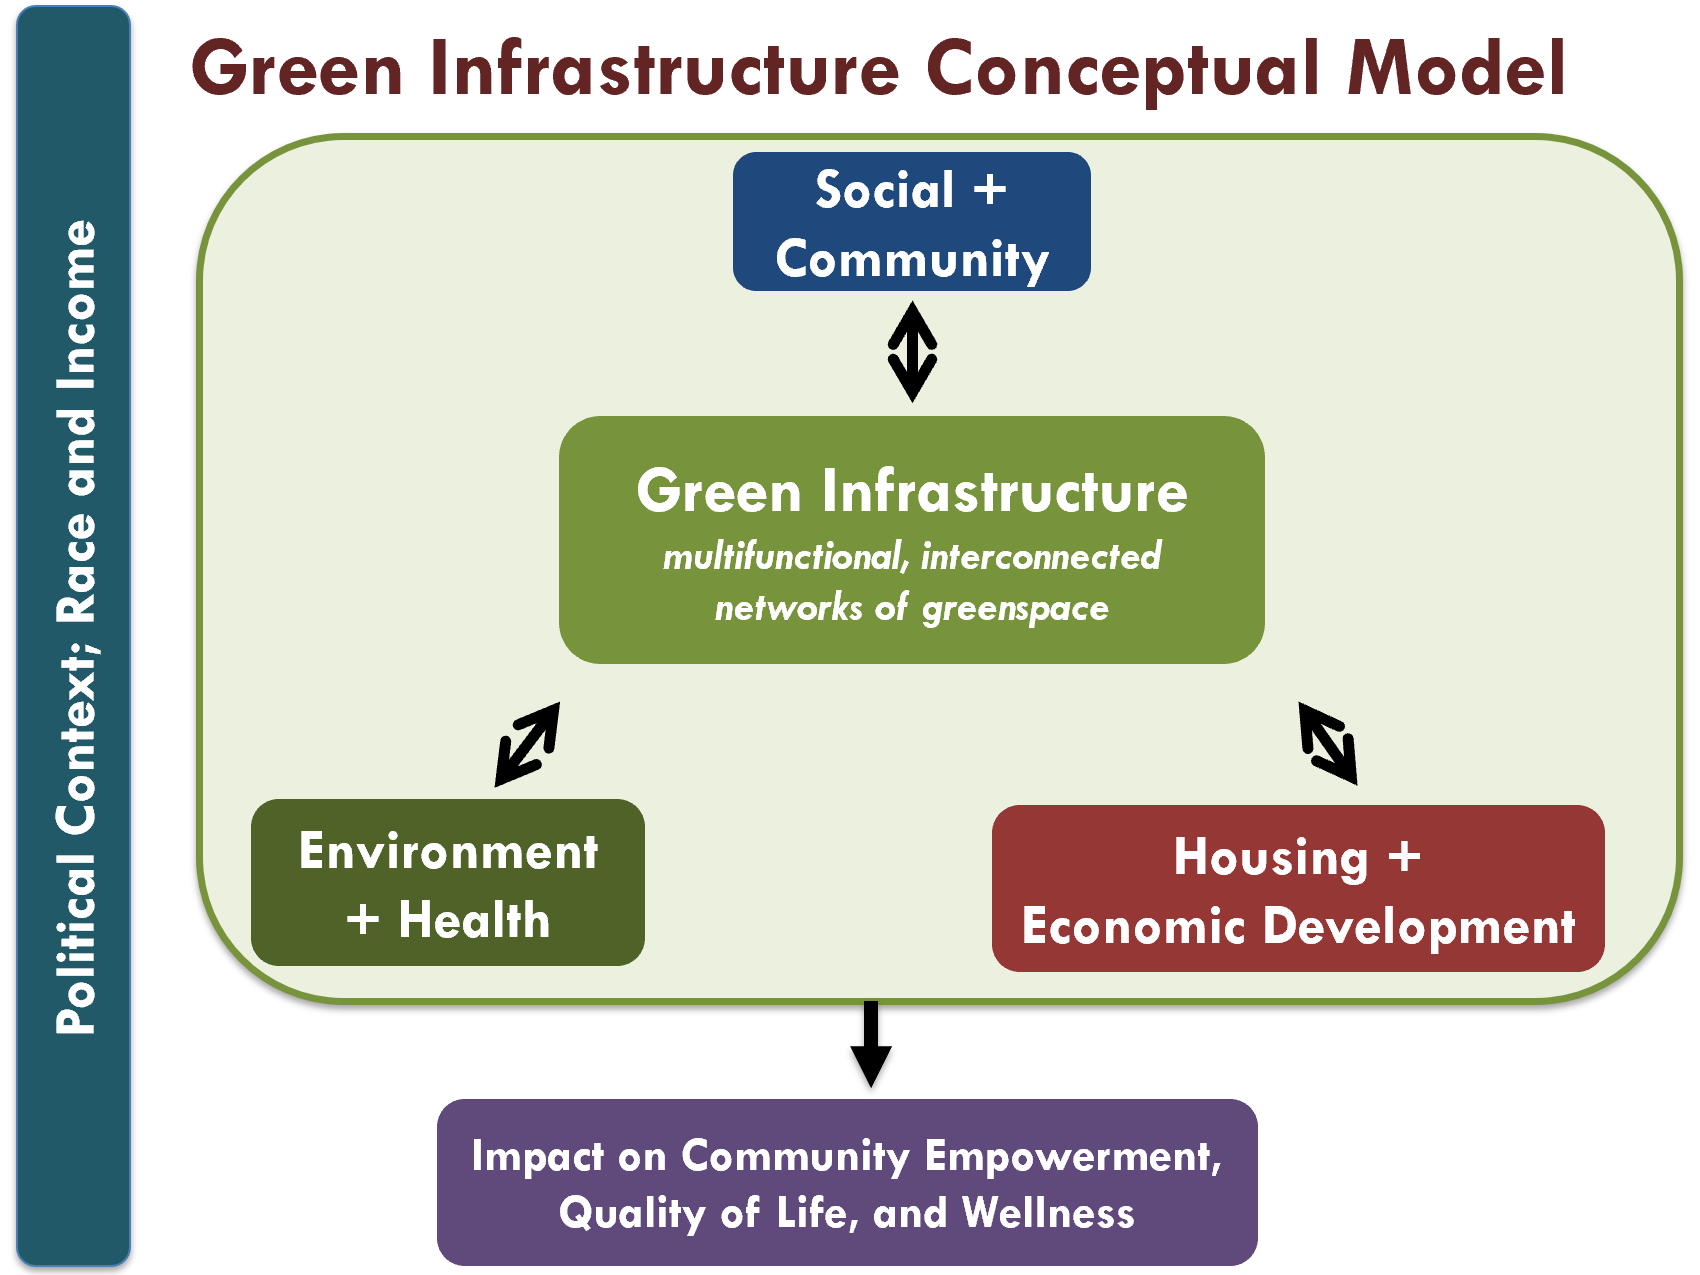 Green Infrastructure Conceptual Model
Political Context; Race and Income
Social +
Community
Green Infrastructure
multifunctional, interconnected
networks of greenspace
Environment
+ Health
Housing +
Economic Development
Impact on Community Empowerment,
Quality of Life, and Wellness